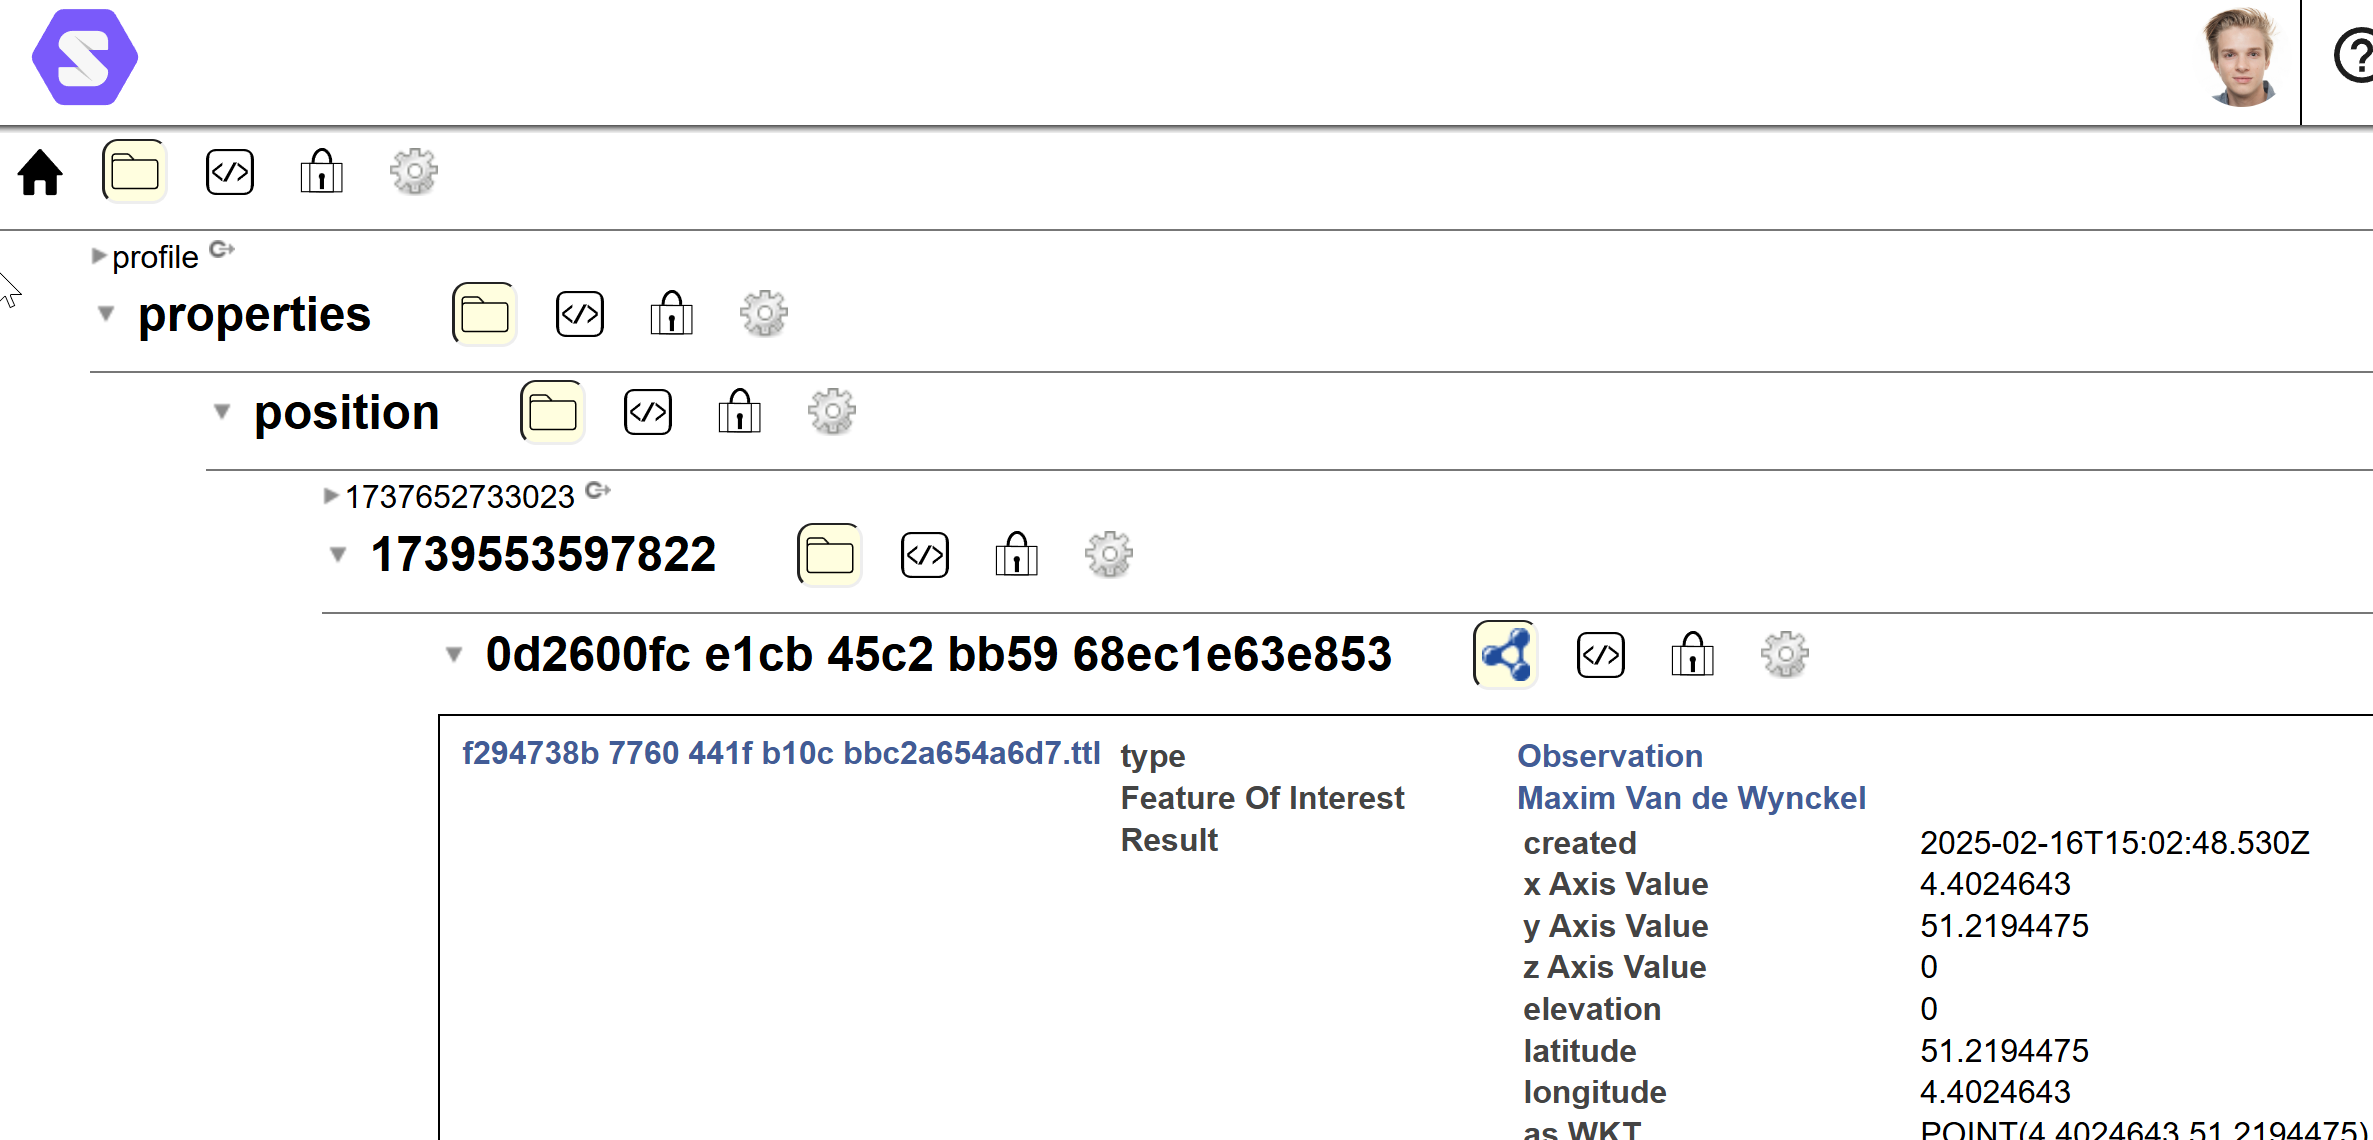 profile
properties
position
1737652733023
1739553597822
0d2600fc e1cb 45c2 bb59 68ec1e63e853
f294738b 7760 441f b10c bbc2a654a6d7.ttl type Observation
Feature Of Interest Maxim Van de Wynckel
Result
created 2025-02-16T15:02:48.530Z
x Axis Value 4.4024643
y Axis Value 51.2194475
z Axis Value 0
elevation 0
latitude 51.2194475
longitude 4.4024643
as WKT POINT(4.4024643 51.2194475)